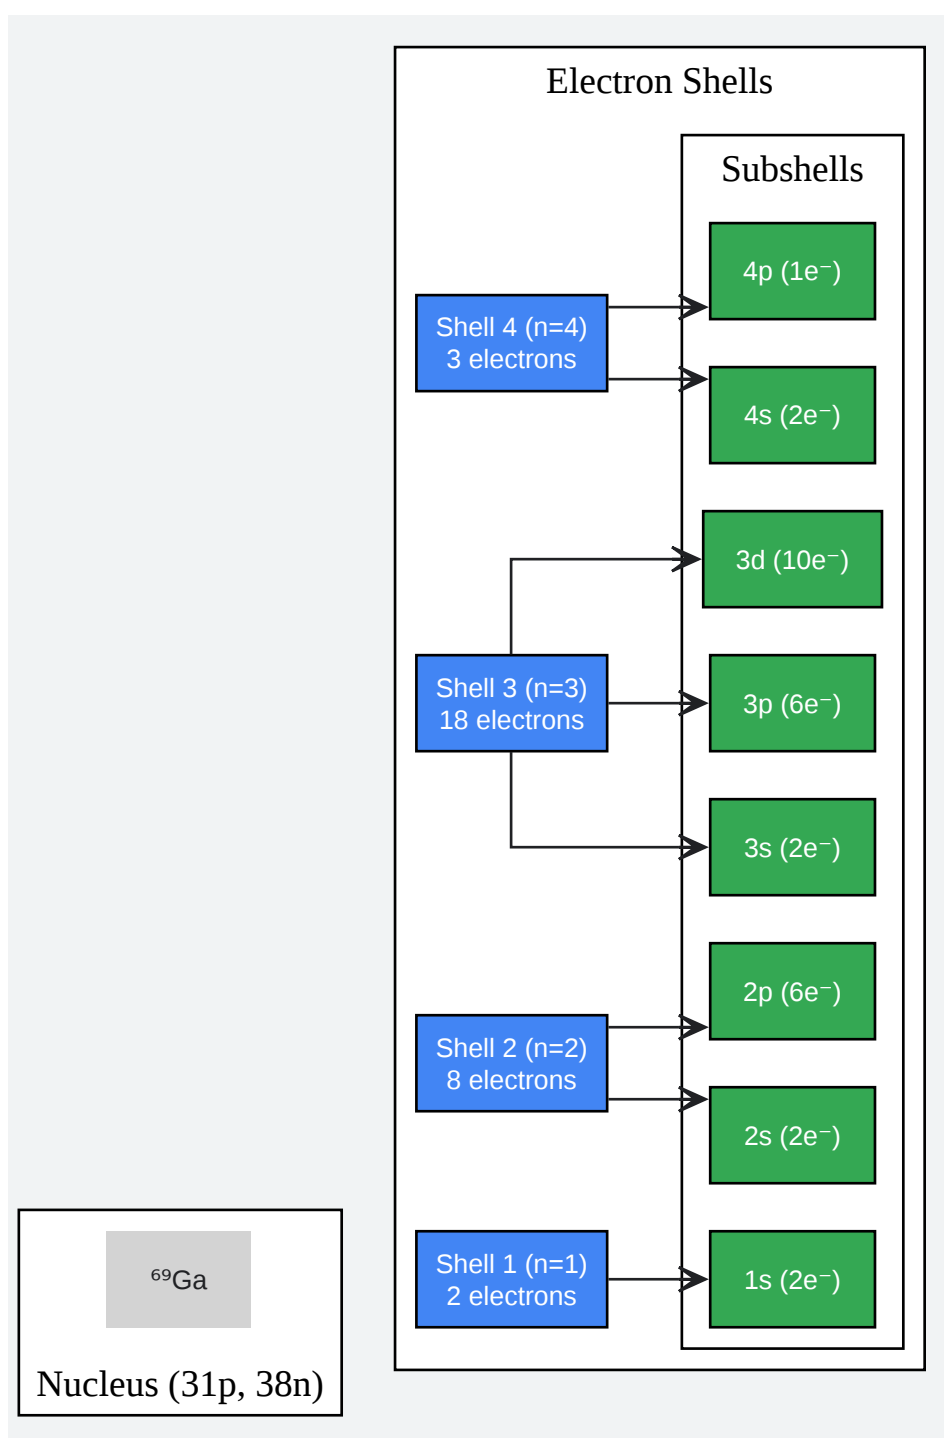 Electron Shells
Subshells
4p (1e⁻)
Shell 4 (n=4)
3 electrons
4s (2e⁻)
3d (10e⁻)
Shell 3 (n=3)
18 electrons
3p (6e⁻)
3s (2e⁻)
2p (6e⁻)
Shell 2 (n=2)
8 electrons
2s (2e⁻)
Shell 1 (n=1)
2 electrons
1s (2e⁻)
⁶⁹Ga
Nucleus (31p, 38n)